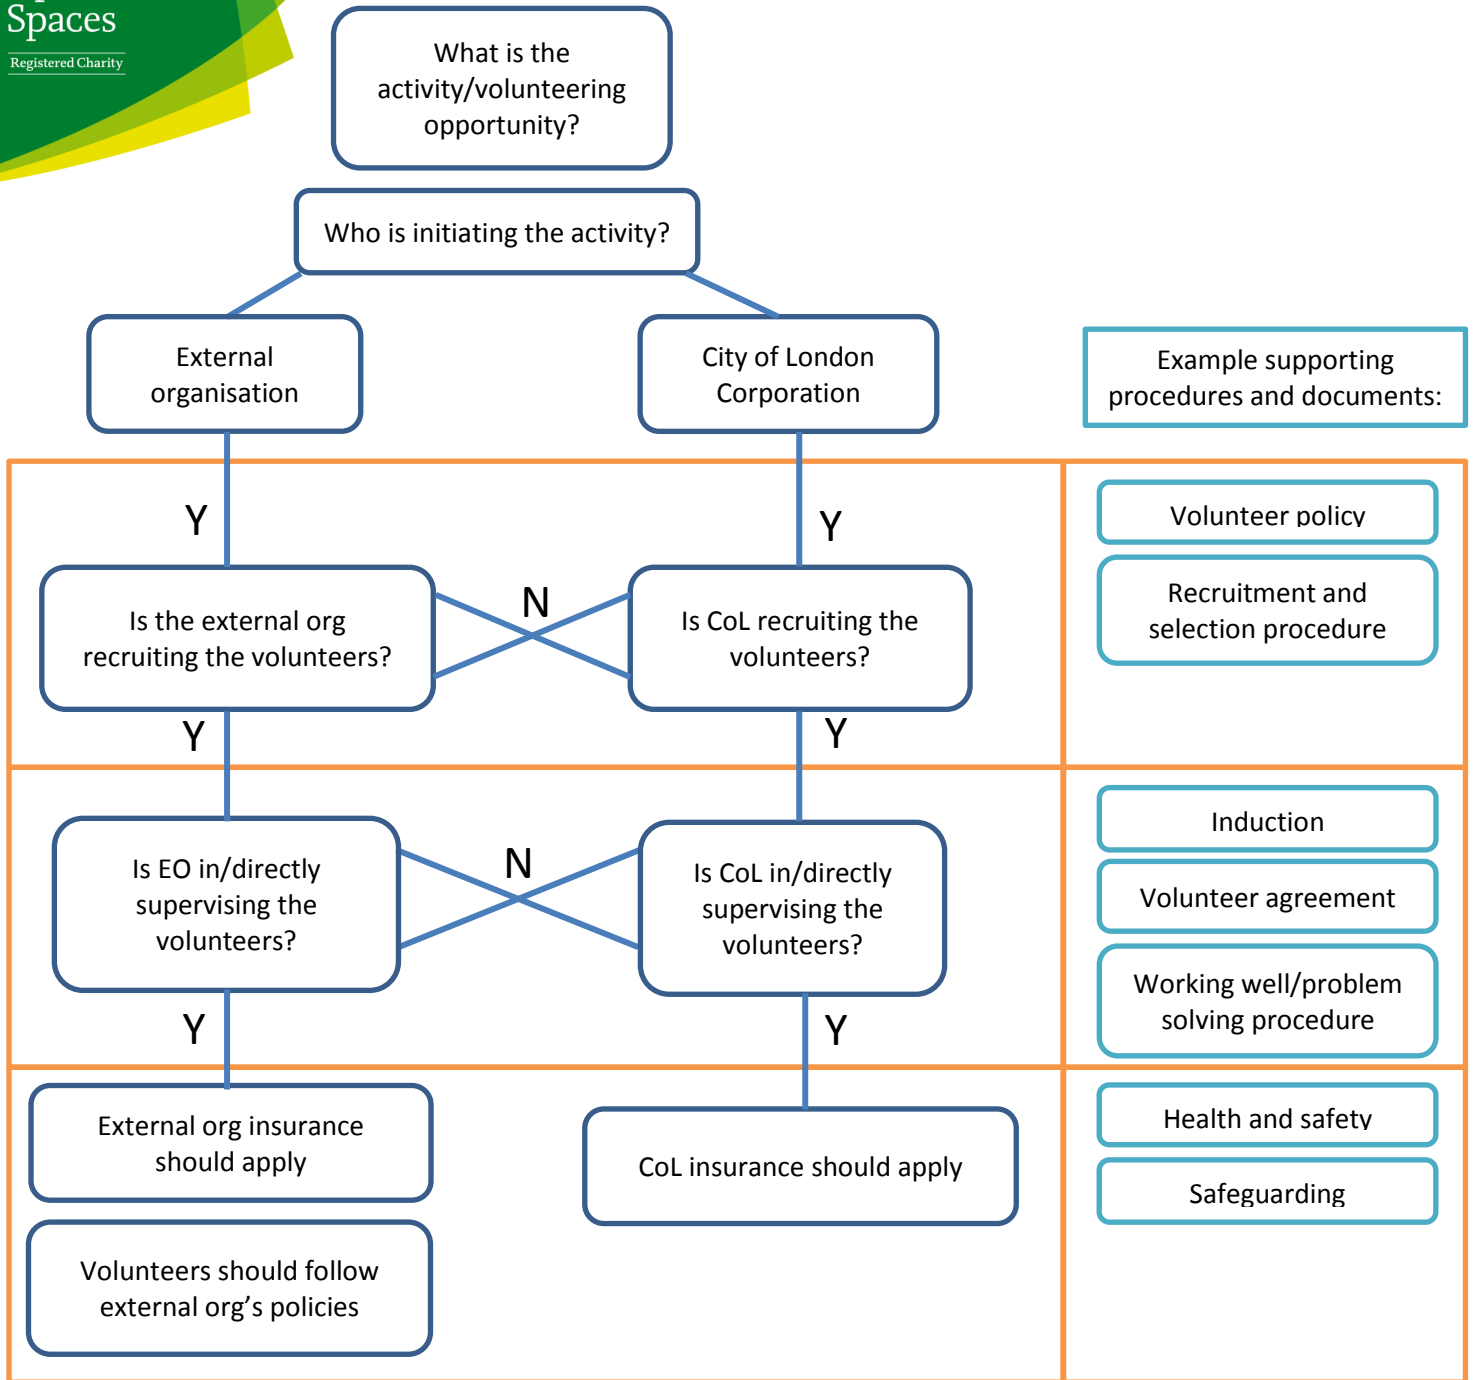 Spaces
Registered Charity
What is the
activity/volunteering
opportunity?
Who is initiating the activity?
External
organisation
City of London
Corporation
Example supporting
procedures and documents:
Y
Y
Volunteer policy
Is the external org
recruiting the volunteers?
N
Is CoL recruiting the
volunteers?
Recruitment and
selection procedure
Y
Y
Is EO in/directly
supervising the
volunteers?
N
Is CoL in/directly
supervising the
volunteers?
Induction
Volunteer agreement
Working well/problem
solving procedure
Y
Y
External org insurance
should apply
CoL insurance should apply
Health and safety
Safeguarding
Volunteers should follow
external org’s policies